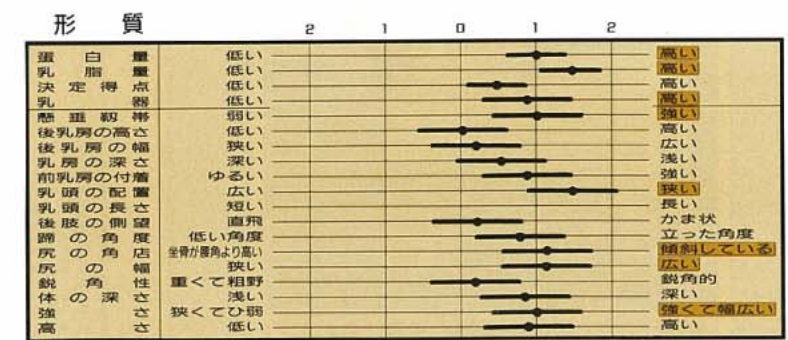 形 質 2 1 0 1 2
蛋白量 低い 高い
乳脂量 低い 高い
決定得点 低い 高い
乳器 低い 高い
懸垂靱帯 弱い 強い
後乳房の高さ 低い 高い
後乳房の幅 狭い 広い
乳房の深さ 深い 浅い
前乳房の付着 ゆるい 強い
乳頭の配置 広い 狭い
乳頭の長さ 短い 長い
後肢の側望 直飛 かま状
蹄の角度 低い角度 立った角度
尻の角店 坐骨が腰角より高い 傾斜している
尻の幅 狭い 広い
鋭角性 重くて粗野 鋭角的
体の深さ 浅い 深い
強さ 狭くてひ弱 強くて幅広い
高さ 低い 高い